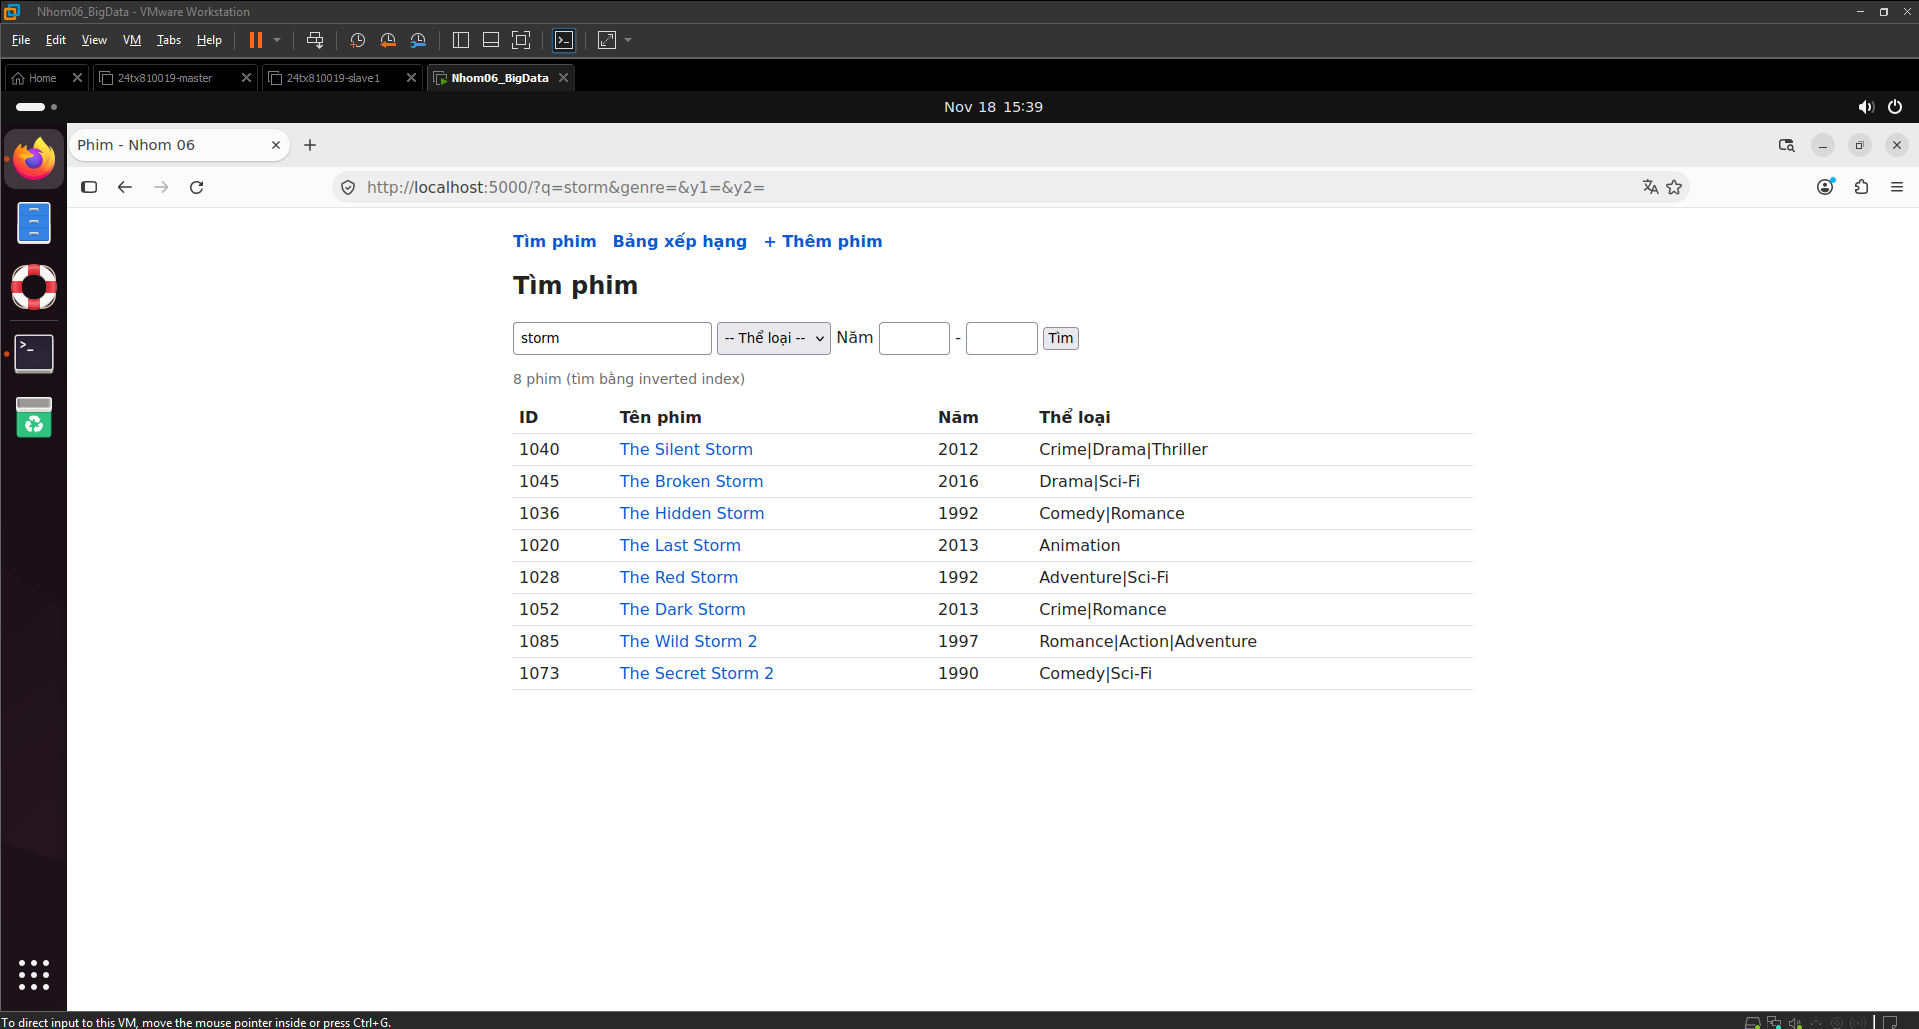 Nhom06_BigData - VMware Workstation
File Edit View VM Tabs Help
Home 24tx810019-master 24tx810019-slave1 Nhom06_BigData
Nov 18 15:39
Phim - Nhom 06
http://localhost:5000/?q=storm&genre=&y1=&y2=
Tìm phim Bảng xếp hạng + Thêm phim
Tìm phim
storm -- Thể loại -- Năm - Tìm
8 phim (tìm bằng inverted index)
ID Tên phim Năm Thể loại
1040 The Silent Storm 2012 Crime|Drama|Thriller
1045 The Broken Storm 2016 Drama|Sci-Fi
1036 The Hidden Storm 1992 Comedy|Romance
1020 The Last Storm 2013 Animation
1028 The Red Storm 1992 Adventure|Sci-Fi
1052 The Dark Storm 2013 Crime|Romance
1085 The Wild Storm 2 1997 Romance|Action|Adventure
1073 The Secret Storm 2 1990 Comedy|Sci-Fi
To direct input to this VM, move the mouse pointer inside or press Ctrl+G.